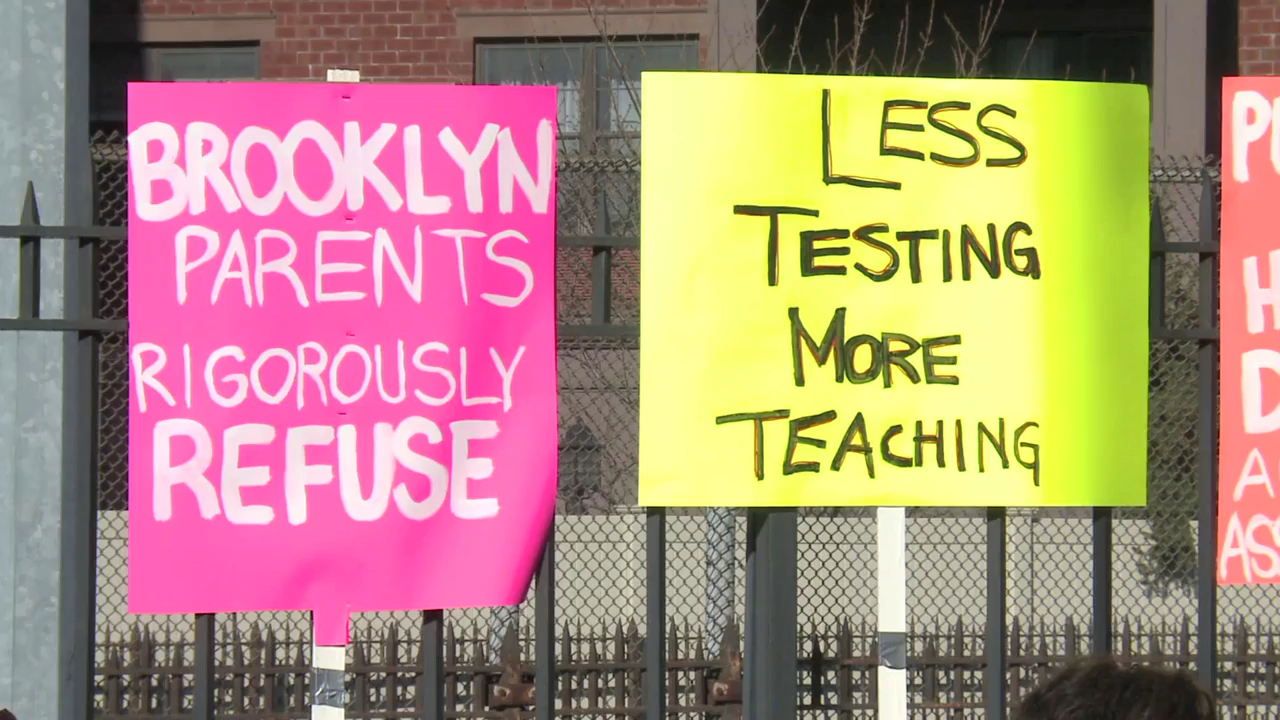 BROOKLYN
PARENTS
RIGOROUSLY
REFUSE
LESS
TESTING
MORE
TEACHING
A